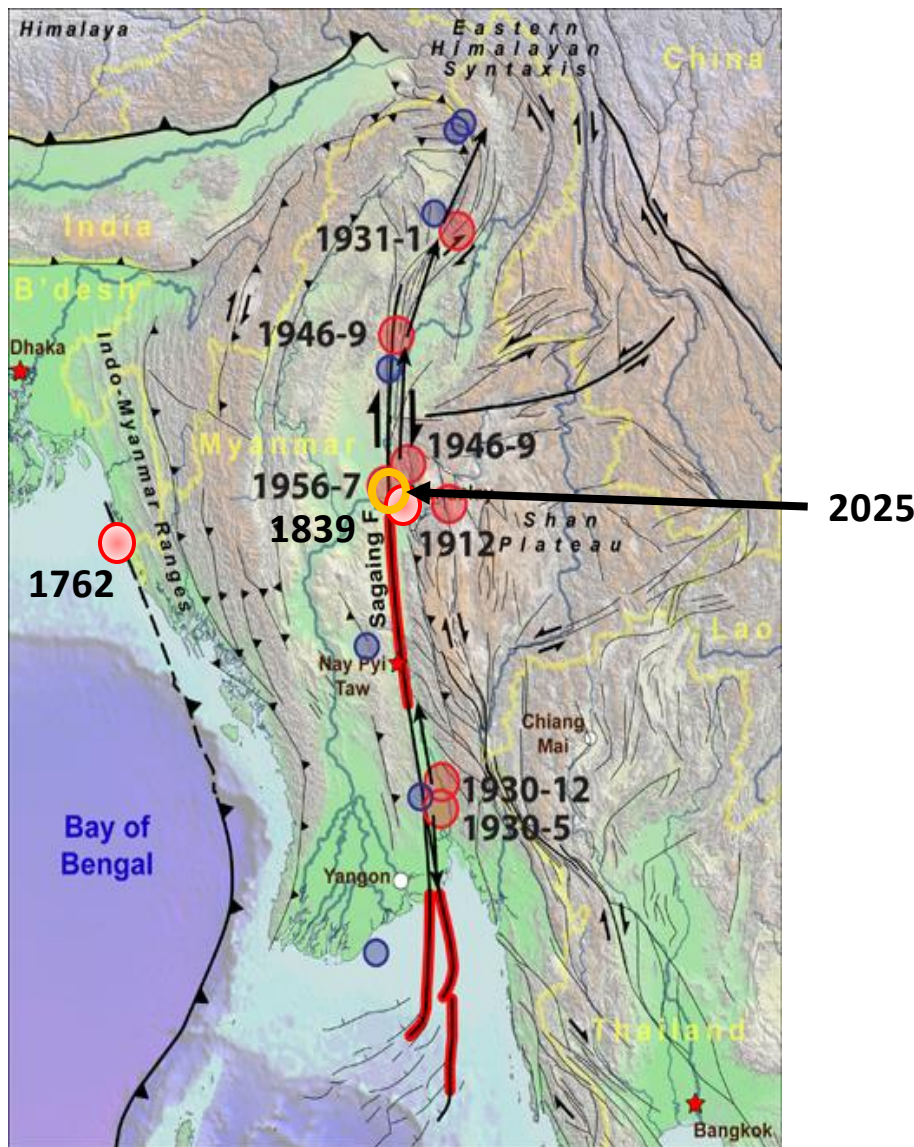 Himalaya
Eastern
Himalayan
Syntaxis
China
India
1931-1
B'desh
1946-9
Dhaka
Indo-Myanmar Ranges
Myanmar
1946-9
1956-7
2025
1839
1912
Shan
Plateau
Sagaing F
1762
Lao
Nay Pyi
Taw
Chiang
Mai
1930-12
1930-5
Bay of
Bengal
Yangon
Thailand
Bangkok